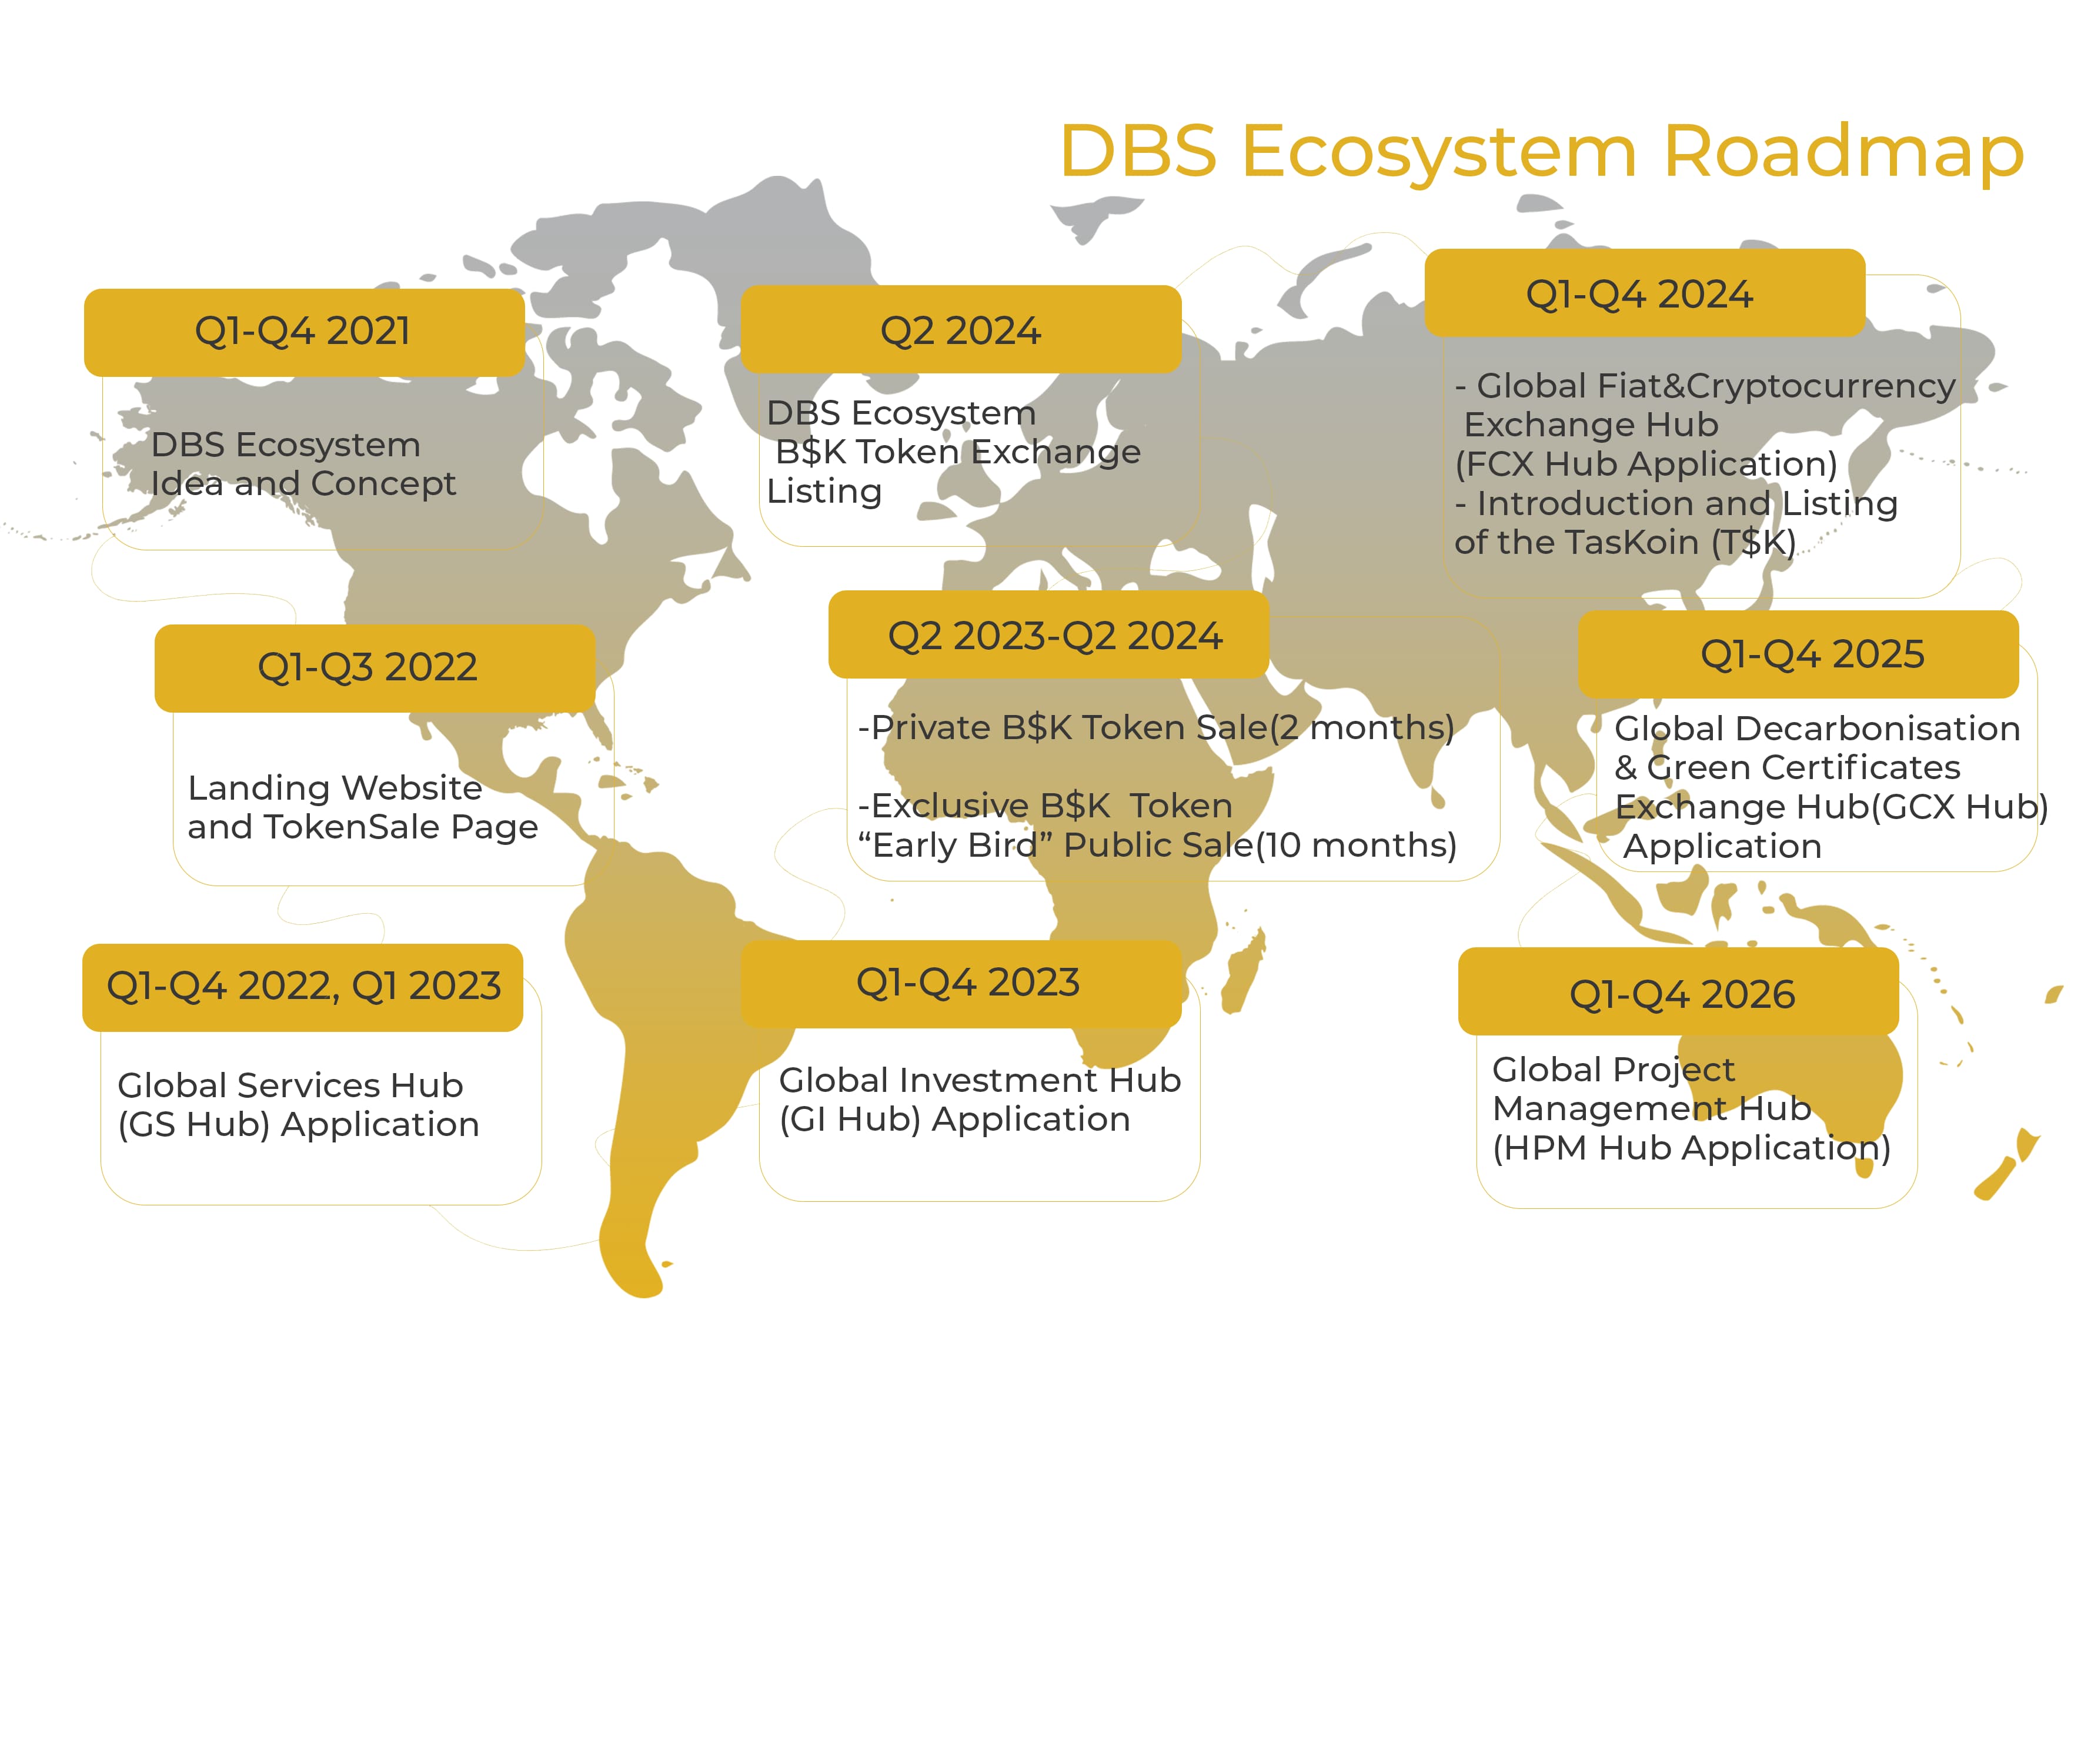 DBS Ecosystem Roadmap
Q1-Q4 2021
DBS Ecosystem
Idea and Concept
Q1-Q3 2022
Landing Website
and TokenSale Page
Q1-Q4 2022, Q1 2023
Global Services Hub
(GS Hub) Application
Q1-Q4 2023
Global Investment Hub
(GI Hub) Application
Q2 2023-Q2 2024
-Private B$K Token Sale(2 months)
-Exclusive B$K  Token
“Early Bird” Public Sale(10 months)
Q2 2024
DBS Ecosystem
B$K Token Exchange
Listing
Q1-Q4 2024
- Global Fiat&Cryptocurrency
Exchange Hub
(FCX Hub Application)
- Introduction and Listing
of the TasKoin (T$K)
Q1-Q4 2025
Global Decarbonisation
& Green Certificates
Exchange Hub(GCX Hub)
Application
Q1-Q4 2026
Global Project
Management Hub
(HPM Hub Application)